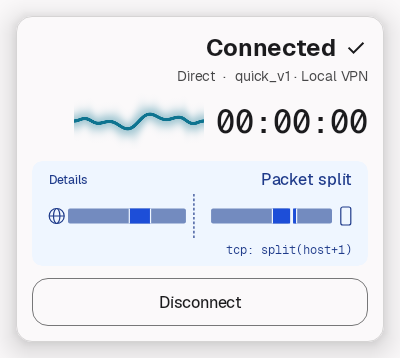 Connected
Direct · quick_v1 · Local VPN
00:00:00
Details
Packet split
tcp: split(host+1)
Disconnect